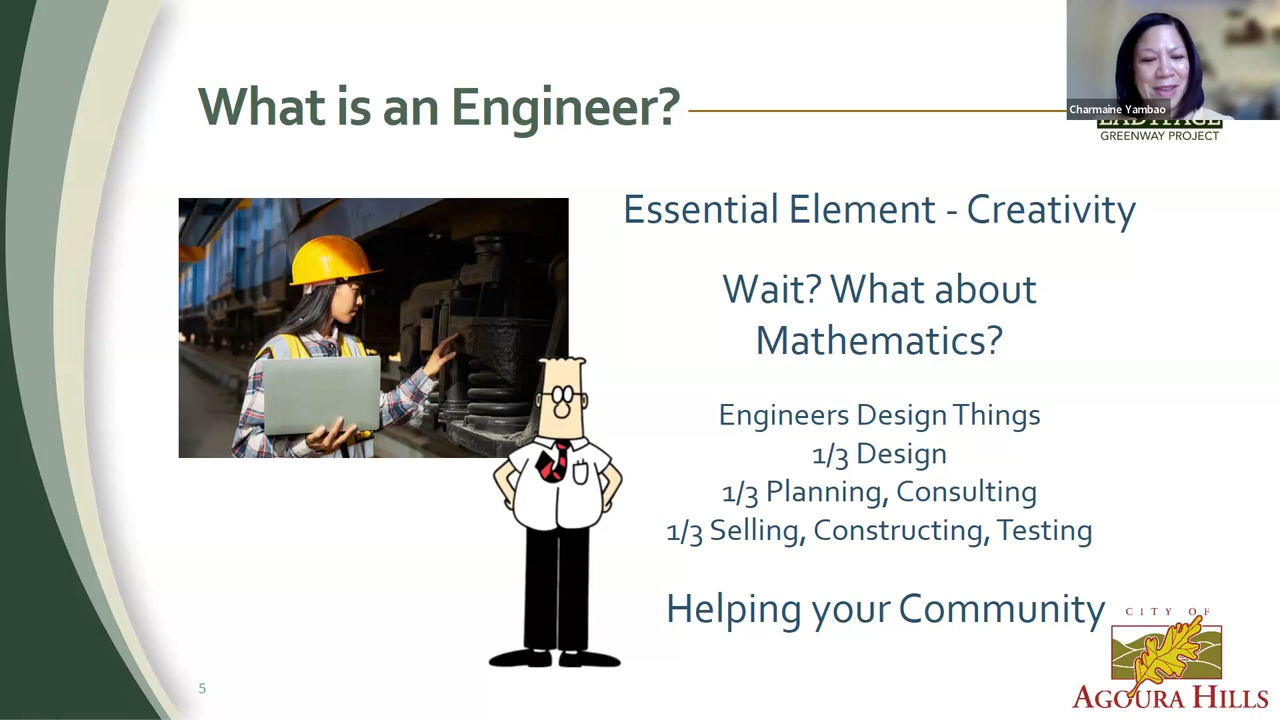 What is an Engineer?
Charmaine Yambao
LADYFACE
GREENWAY PROJECT
Essential Element - Creativity
Wait? What about
Mathematics?
Engineers Design Things
1/3 Design
1/3 Planning, Consulting
1/3 Selling, Constructing, Testing
Helping your Community
CITY OF
AGOURA HILLS
5